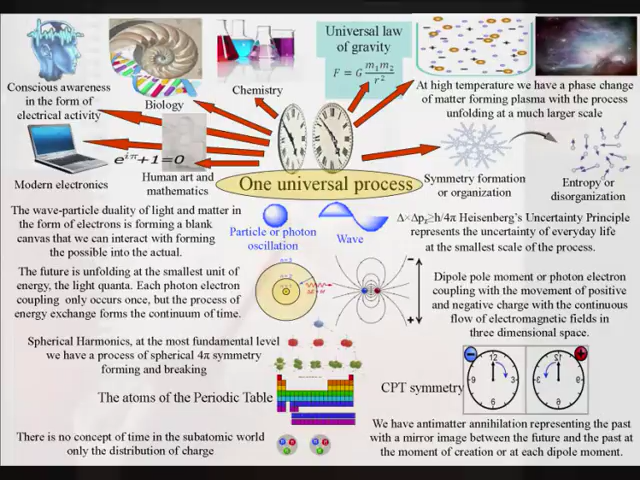 Universal law
of gravity
F = G m₁m₂ / r²
Conscious awareness
in the form of
electrical activity
Biology
Chemistry
At high temperature we have a phase change
of matter forming plasma with the process
unfolding at a much larger scale
e^iπ+1=0
Modern electronics
Human art and
mathematics
One universal process
Symmetry formation
or organization
Entropy or
disorganization
The wave-particle duality of light and matter in
the form of electrons is forming a blank
canvas that we can interact with forming
the possible into the actual.
Particle or photon
oscillation
Wave
Δ×Δpₓ≥h/4π Heisenberg's Uncertainty Principle
represents the uncertainty of everyday life
at the smallest scale of the process.
The future is unfolding at the smallest unit of
energy, the light quanta. Each photon electron
coupling only occurs once, but the process of
energy exchange forms the continuum of time.
Dipole pole moment or photon electron
coupling with the movement of positive
and negative charge with the continuous
flow of electromagnetic fields in
three dimensional space.
Spherical Harmonics, at the most fundamental level
we have a process of spherical 4π symmetry
forming and breaking
The atoms of the Periodic Table
CPT symmetry
12
3
6
9
12
3
6
9
There is no concept of time in the subatomic world
only the distribution of charge
We have antimatter annihilation representing the past
with a mirror image between the future and the past at
the moment of creation or at each dipole moment.